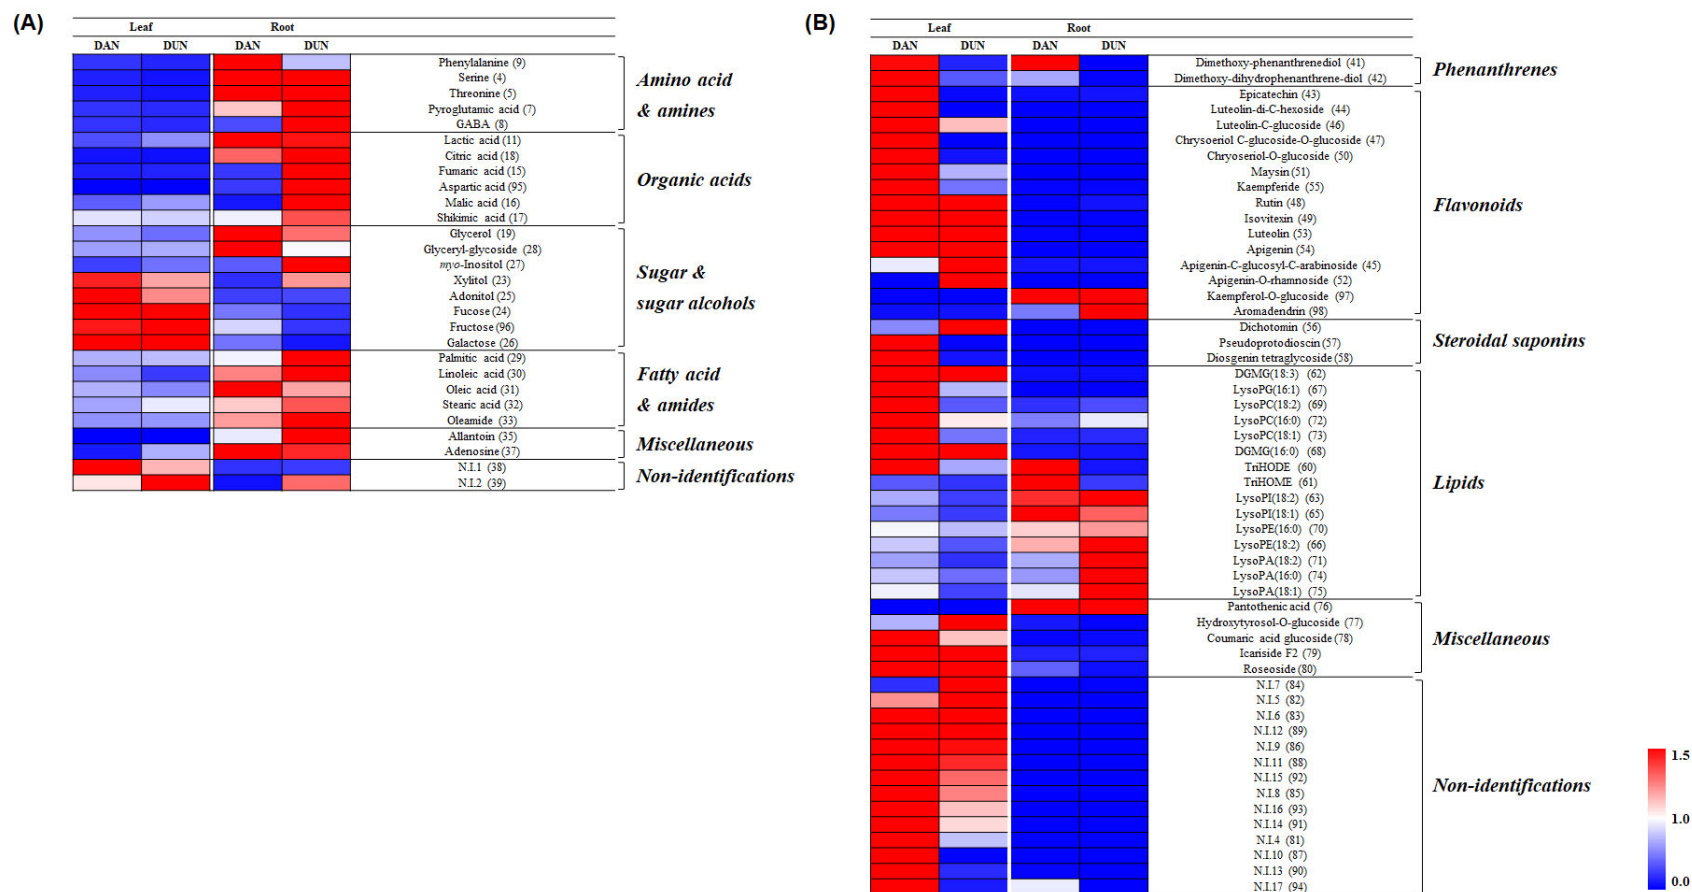 (A)
Leaf Root
DAN DUN DAN DUN
Phenylalanine (9)
Serine (4)
Threonine (5)
Pyroglutamic acid (7)
GABA (8)
Amino acid
& amines
Lactic acid (11)
Citric acid (18)
Fumaric acid (15)
Aspartic acid (95)
Malic acid (16)
Shikimic acid (17)
Organic acids
Glycerol (19)
Glyceryl-glycoside (28)
myo-Inositol (27)
Xylitol (23)
Adonitol (25)
Fucose (24)
Fructose (96)
Galactose (26)
Sugar &
sugar alcohols
Palmitic acid (29)
Linoleic acid (30)
Oleic acid (31)
Stearic acid (32)
Oleamide (33)
Fatty acid
& amides
Allantoin (35)
Adenosine (37)
Miscellaneous
N.I.1 (38)
N.I.2 (39)
Non-identifications
(B)
Leaf Root
DAN DUN DAN DUN
Dimethoxy-phenanthrenediol (41)
Dimethoxy-dihydrophenanthrene-diol (42)
Phenanthrenes
Epicatechin (43)
Luteolin-di-C-hexoside (44)
Luteolin-C-glucoside (46)
Chrysoeriol C-glucoside-O-glucoside (47)
Chryoseriol-O-glucoside (50)
Maysin (51)
Kaempferide (55)
Rutin (48)
Isovitexin (49)
Luteolin (53)
Apigenin (54)
Apigenin-C-glucosyl-C-arabinoside (45)
Apigenin-O-rhamnoside (52)
Kaempferol-O-glucoside (97)
Aromadendrin (98)
Flavonoids
Dichotomin (56)
Pseudoprotodioscin (57)
Diosgenin tetraglycoside (58)
Steroidal saponins
DGMG(18:3) (62)
LysoPG(16:1) (67)
LysoPC(18:2) (69)
LysoPC(16:0) (72)
LysoPC(18:1) (73)
DGMG(16:0) (68)
TriHODE (60)
TriHOME (61)
LysoPI(18:2) (63)
LysoPI(18:1) (65)
LysoPE(16:0) (70)
LysoPE(18:2) (66)
LysoPA(18:2) (71)
LysoPA(16:0) (74)
LysoPA(18:1) (75)
Lipids
Pantothenic acid (76)
Hydroxytyrosol-O-glucoside (77)
Coumaric acid glucoside (78)
Icariside F2 (79)
Roseoside (80)
Miscellaneous
N.I.7 (84)
N.I.5 (82)
N.I.6 (83)
N.I.12 (89)
N.I.9 (86)
N.I.11 (88)
N.I.15 (92)
N.I.8 (85)
N.I.16 (93)
N.I.14 (91)
N.I.4 (81)
N.I.10 (87)
N.I.13 (90)
N.I.17 (94)
Non-identifications
1.5
1.0
0.0